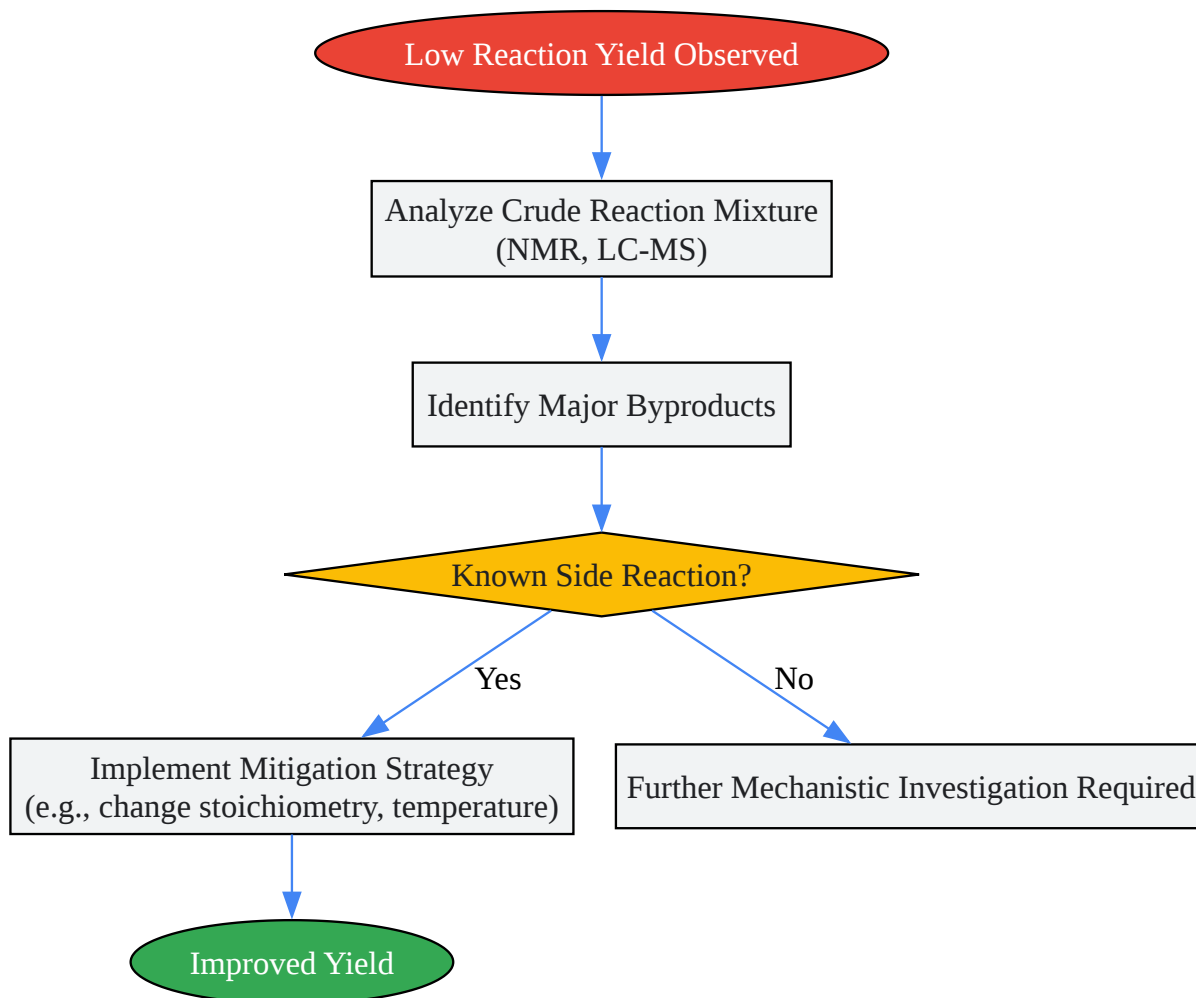 Low Reaction Yield Observed
Analyze Crude Reaction Mixture
(NMR, LC-MS)
Identify Major Byproducts
Known Side Reaction?
Yes
No
Implement Mitigation Strategy
(e.g., change stoichiometry, temperature)
Further Mechanistic Investigation Required
Improved Yield